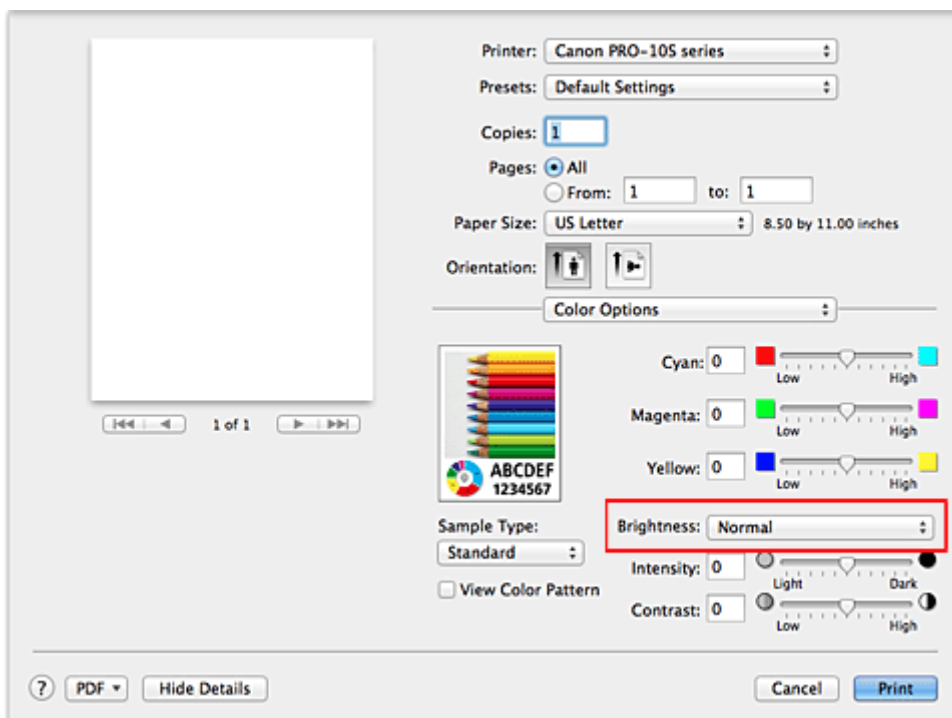 Printer: Canon PRO-10S series
Presets: Default Settings
Copies: 1
Pages: All
From: 1 to: 1
Paper Size: US Letter 8.50 by 11.00 inches
Orientation:
Color Options
1 of 1
Cyan: 0
Low High
Magenta: 0
Low High
Yellow: 0
Low High
ABCDEF
1234567
Sample Type:
Standard
View Color Pattern
Brightness: Normal
Intensity: 0
Light Dark
Contrast: 0
Low High
? PDF Hide Details Cancel Print